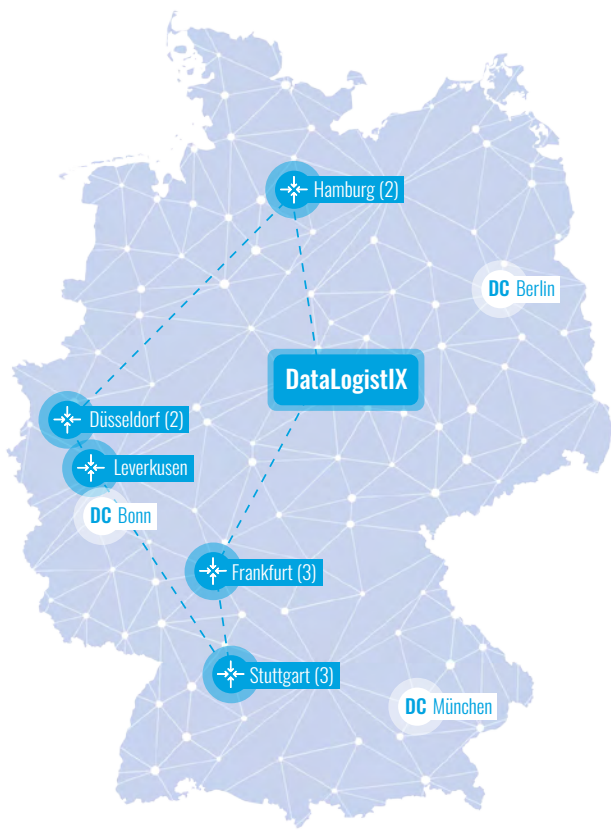 Hamburg (2)
DC Berlin
DataLogistIX
Düsseldorf (2)
Leverkusen
DC Bonn
Frankfurt (3)
Stuttgart (3)
DC München